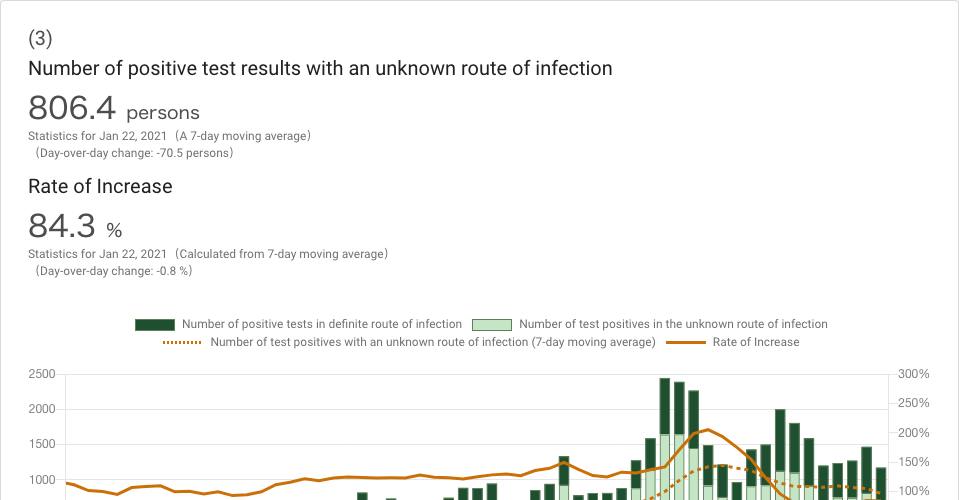 (3)
Number of positive test results with an unknown route of infection
806.4 persons
Statistics for Jan 22, 2021（A 7-day moving average）
（Day-over-day change: -70.5 persons）
Rate of Increase
84.3 %
Statistics for Jan 22, 2021（Calculated from 7-day moving average）
（Day-over-day change: -0.8 %）
Number of positive tests in definite route of infection Number of test positives in the unknown route of infection
Number of test positives with an unknown route of infection (7-day moving average) Rate of Increase
2500 300%
250%
2000
200%
1500
150%
1000
100%